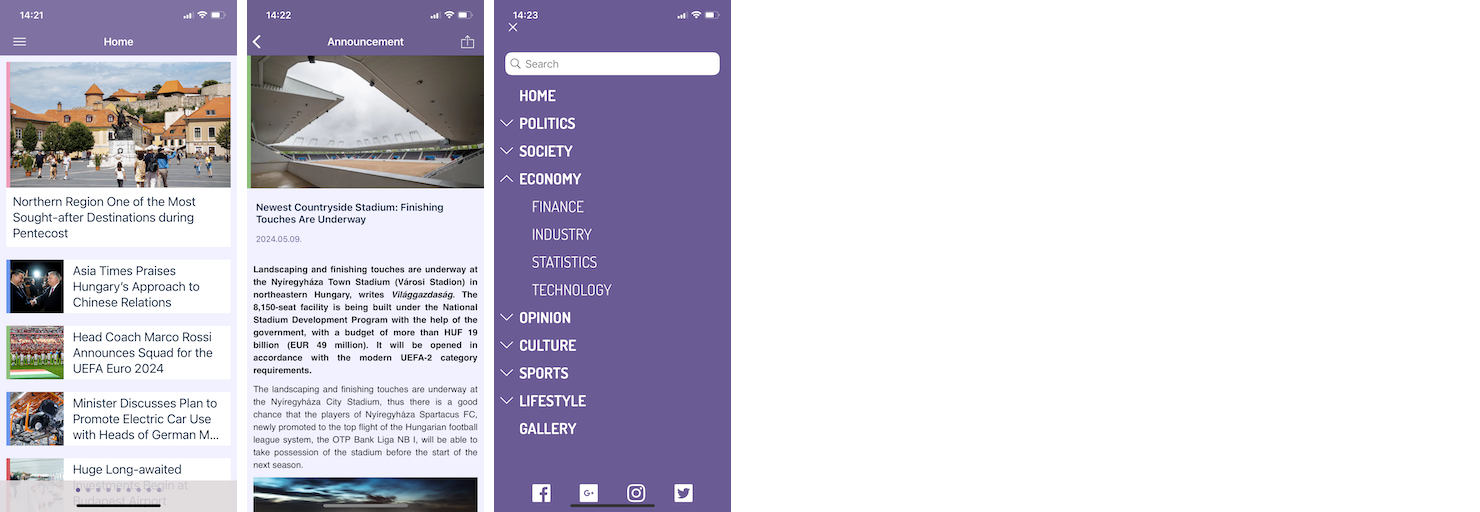 14:21
Home
Northern Region One of the Most
Sought-after Destinations during
Pentecost
Asia Times Praises
Hungary's Approach to
Chinese Relations
Head Coach Marco Rossi
Announces Squad for the
UEFA Euro 2024
Minister Discusses Plan to
Promote Electric Car Use
with Heads of German M...
Huge Long-awaited
Investments Begin at
Budapest Airport
14:22
Announcement
Newest Countryside Stadium: Finishing
Touches Are Underway
2024.05.09.
Landscaping and finishing touches are underway at
the Nyíregyháza Town Stadium (Városi Stadion) in
northeastern Hungary, writes Világgazdaság. The
8,150-seat facility is being built under the National
Stadium Development Program with the help of the
government, with a budget of more than HUF 19
billion (EUR 49 million). It will be opened in
accordance with the modern UEFA-2 category
requirements.
The landscaping and finishing touches are underway at
the Nyíregyháza City Stadium, thus there is a good
chance that the players of Nyíregyháza Spartacus FC,
newly promoted to the top flight of the Hungarian football
league system, the OTP Bank Liga NB I, will be able to
take possession of the stadium before the start of the
next season.
14:23
Search
HOME
POLITICS
SOCIETY
ECONOMY
FINANCE
INDUSTRY
STATISTICS
TECHNOLOGY
OPINION
CULTURE
SPORTS
LIFESTYLE
GALLERY
G+